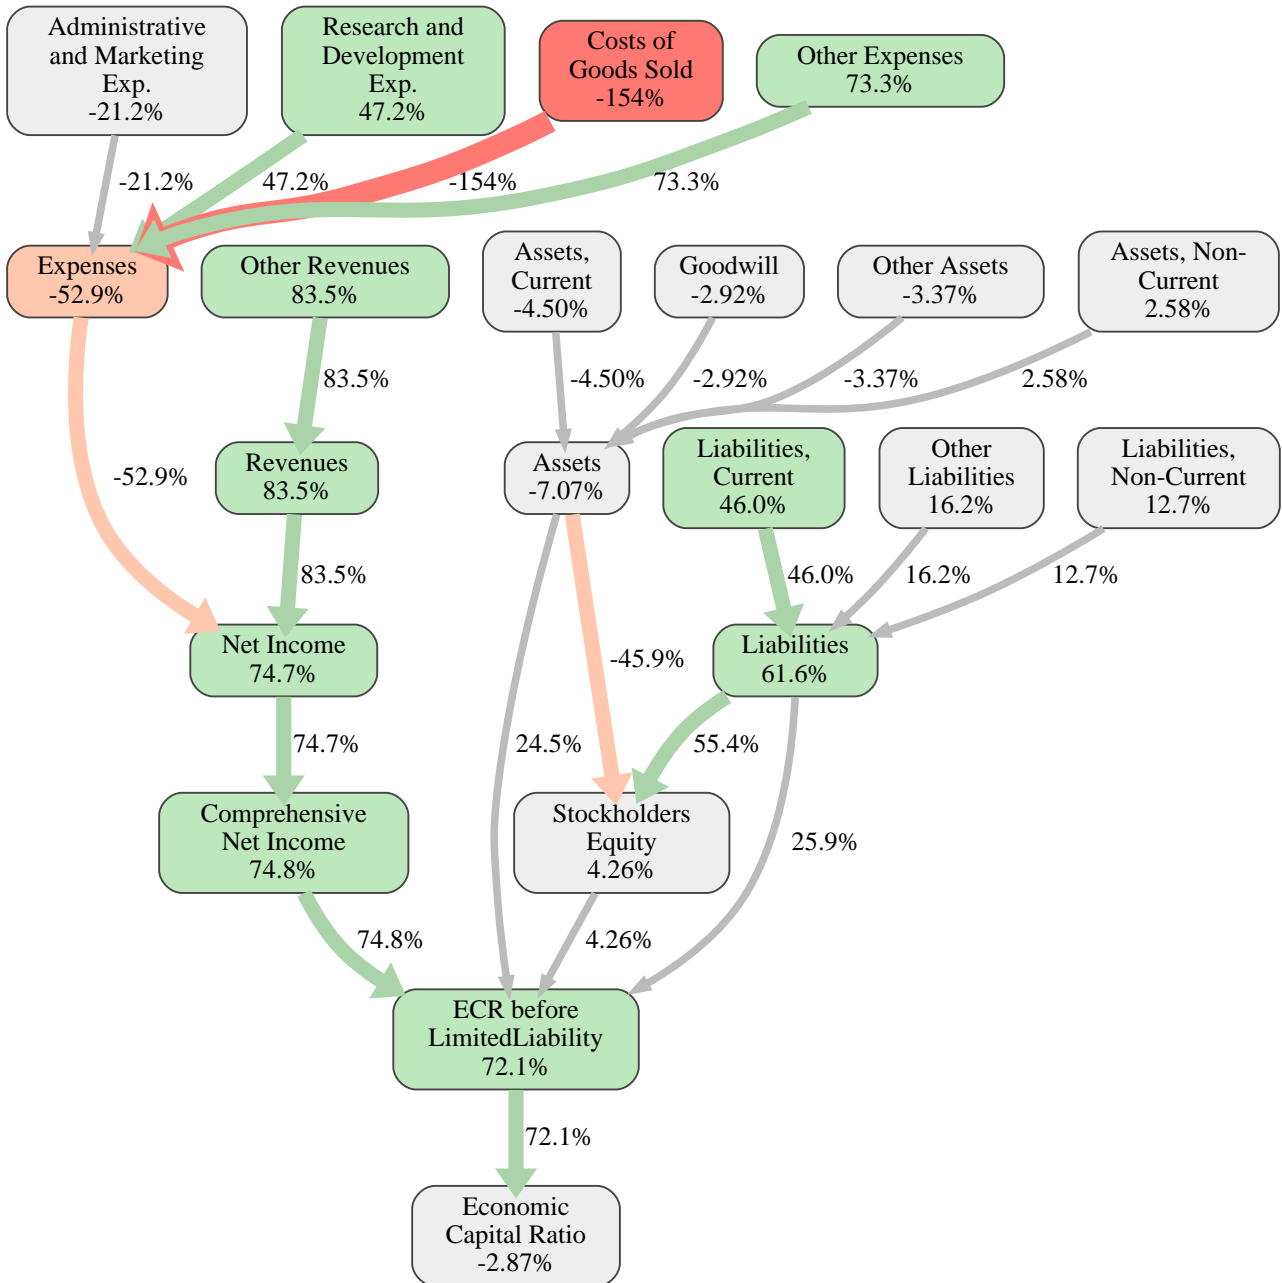 Administrative
and Marketing
Exp.
-21.2%
Research and
Development
Exp.
47.2%
Costs of
Goods Sold
-154%
Other Expenses
73.3%
-21.2%
47.2%
-154%
73.3%
Expenses
-52.9%
Other Revenues
83.5%
Assets,
Current
-4.50%
Goodwill
-2.92%
Other Assets
-3.37%
Assets, Non-
Current
2.58%
83.5%
-4.50%
-2.92%
-3.37%
2.58%
-52.9%
Revenues
83.5%
Assets
-7.07%
Liabilities,
Current
46.0%
Other
Liabilities
16.2%
Liabilities,
Non-Current
12.7%
83.5%
46.0%
16.2%
12.7%
Net Income
74.7%
-45.9%
Liabilities
61.6%
74.7%
24.5%
55.4%
Comprehensive
Net Income
74.8%
Stockholders
Equity
4.26%
25.9%
74.8%
4.26%
ECR before
LimitedLiability
72.1%
72.1%
Economic
Capital Ratio
-2.87%